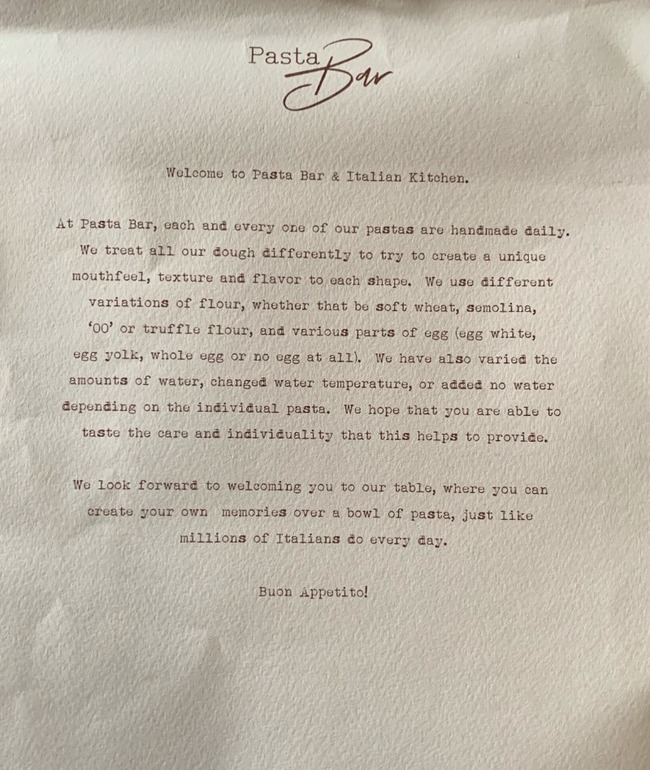 Pasta Bar
Welcome to Pasta Bar & Italian Kitchen.
At Pasta Bar, each and every one of our pastas are handmade daily.
We treat all our dough differently to try to create a unique
mouthfeel, texture and flavor to each shape.  We use different
variations of flour, whether that be soft wheat, semolina,
‘00’ or truffle flour, and various parts of egg (egg white,
egg yolk, whole egg or no egg at all).  We have also varied the
amounts of water, changed water temperature, or added no water
depending on the individual pasta.  We hope that you are able to
taste the care and individuality that this helps to provide.
We look forward to welcoming you to our table, where you can
create your own  memories over a bowl of pasta, just like
millions of Italians do every day.
Buon Appetito!